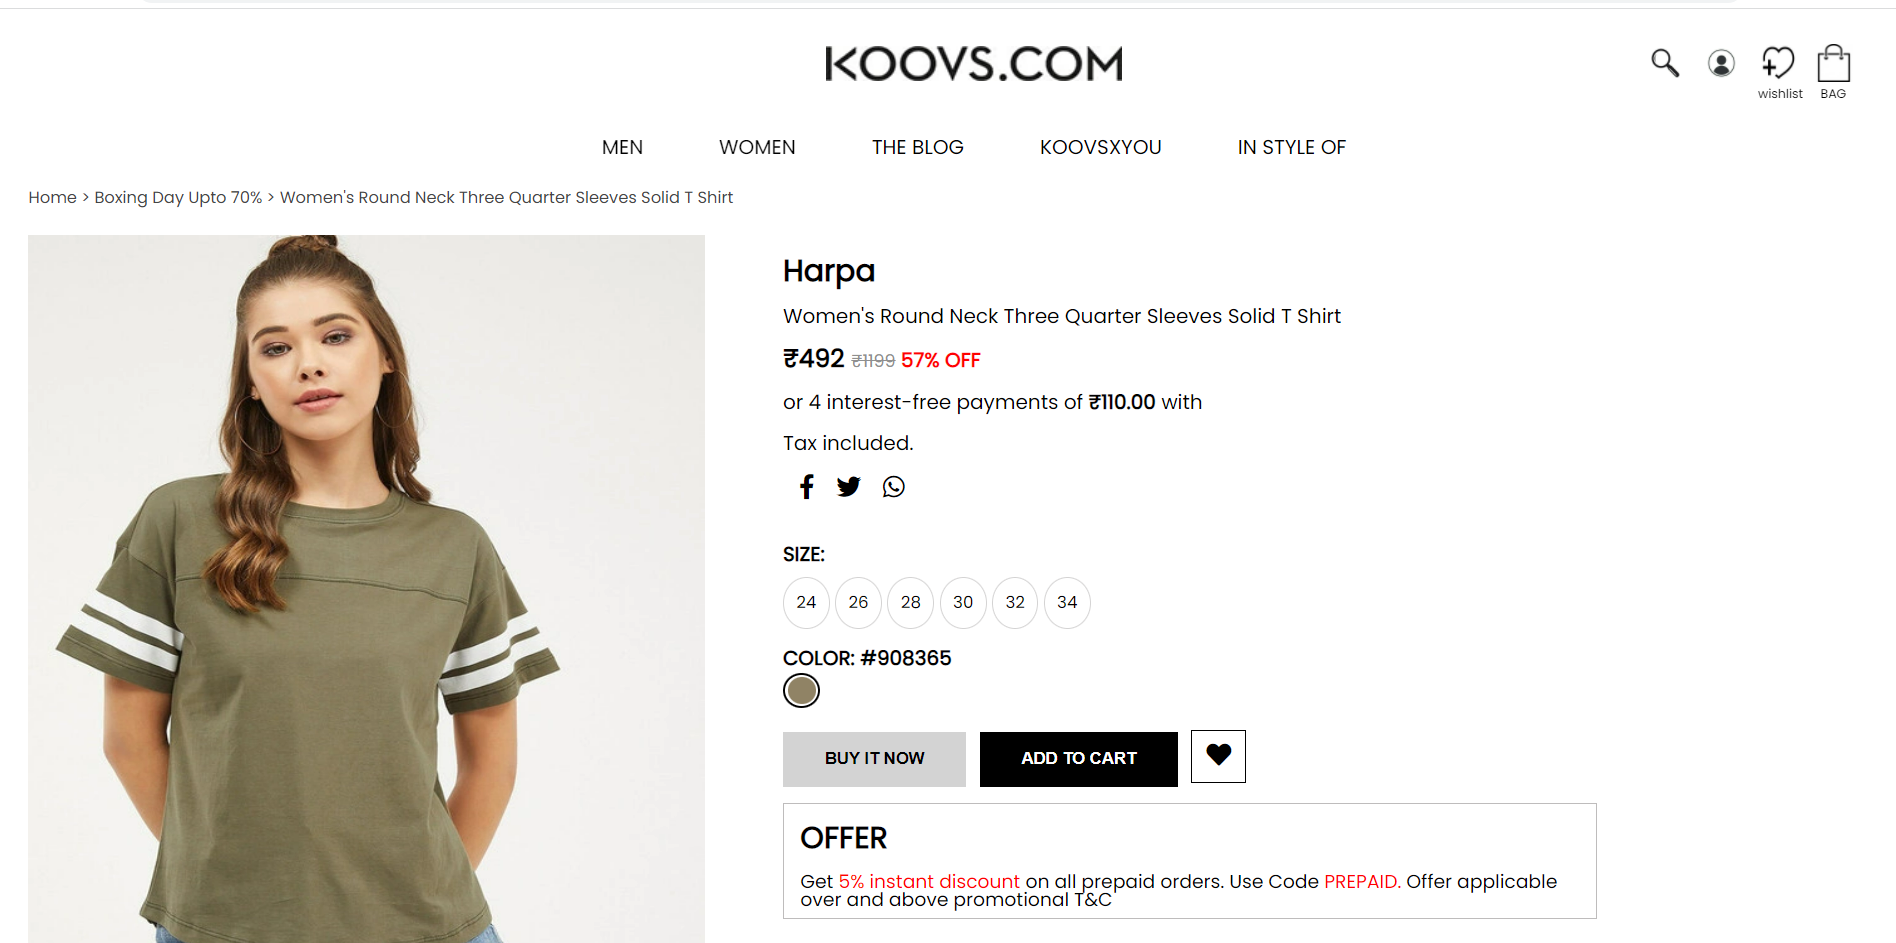 KOOVS.COM
wishlist
BAG
MEN WOMEN THE BLOG KOOVSXYOU IN STYLE OF
Home > Boxing Day Upto 70% > Women's Round Neck Three Quarter Sleeves Solid T Shirt
Harpa
Women's Round Neck Three Quarter Sleeves Solid T Shirt
₹492 ₹1199 57% OFF
or 4 interest-free payments of ₹110.00 with
Tax included.
SIZE:
24 26 28 30 32 34
COLOR: #908365
BUY IT NOW ADD TO CART
OFFER
Get 5% instant discount on all prepaid orders. Use Code PREPAID. Offer applicable
over and above promotional T&C